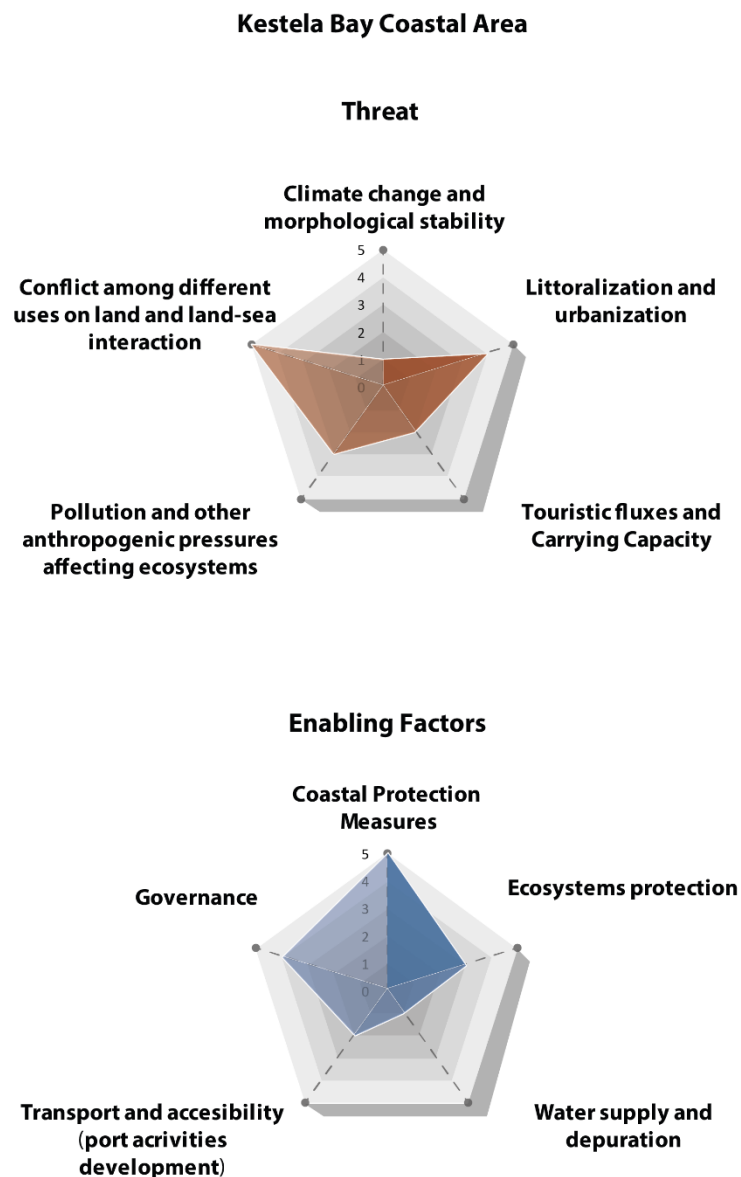 Kestela Bay Coastal Area
Threat
Climate change and
morphological stability
5
4
3
2
1
0
Conflict among different
uses on land and land-sea
interaction
Littoralization and
urbanization
Pollution and other
anthropogenic pressures
affecting ecosystems
Touristic fluxes and
Carrying Capacity
Enabling Factors
Coastal Protection
Measures
5
4
3
2
1
0
Governance
Ecosystems protection
Transport and accesibility
(port acrivities
development)
Water supply and
depuration